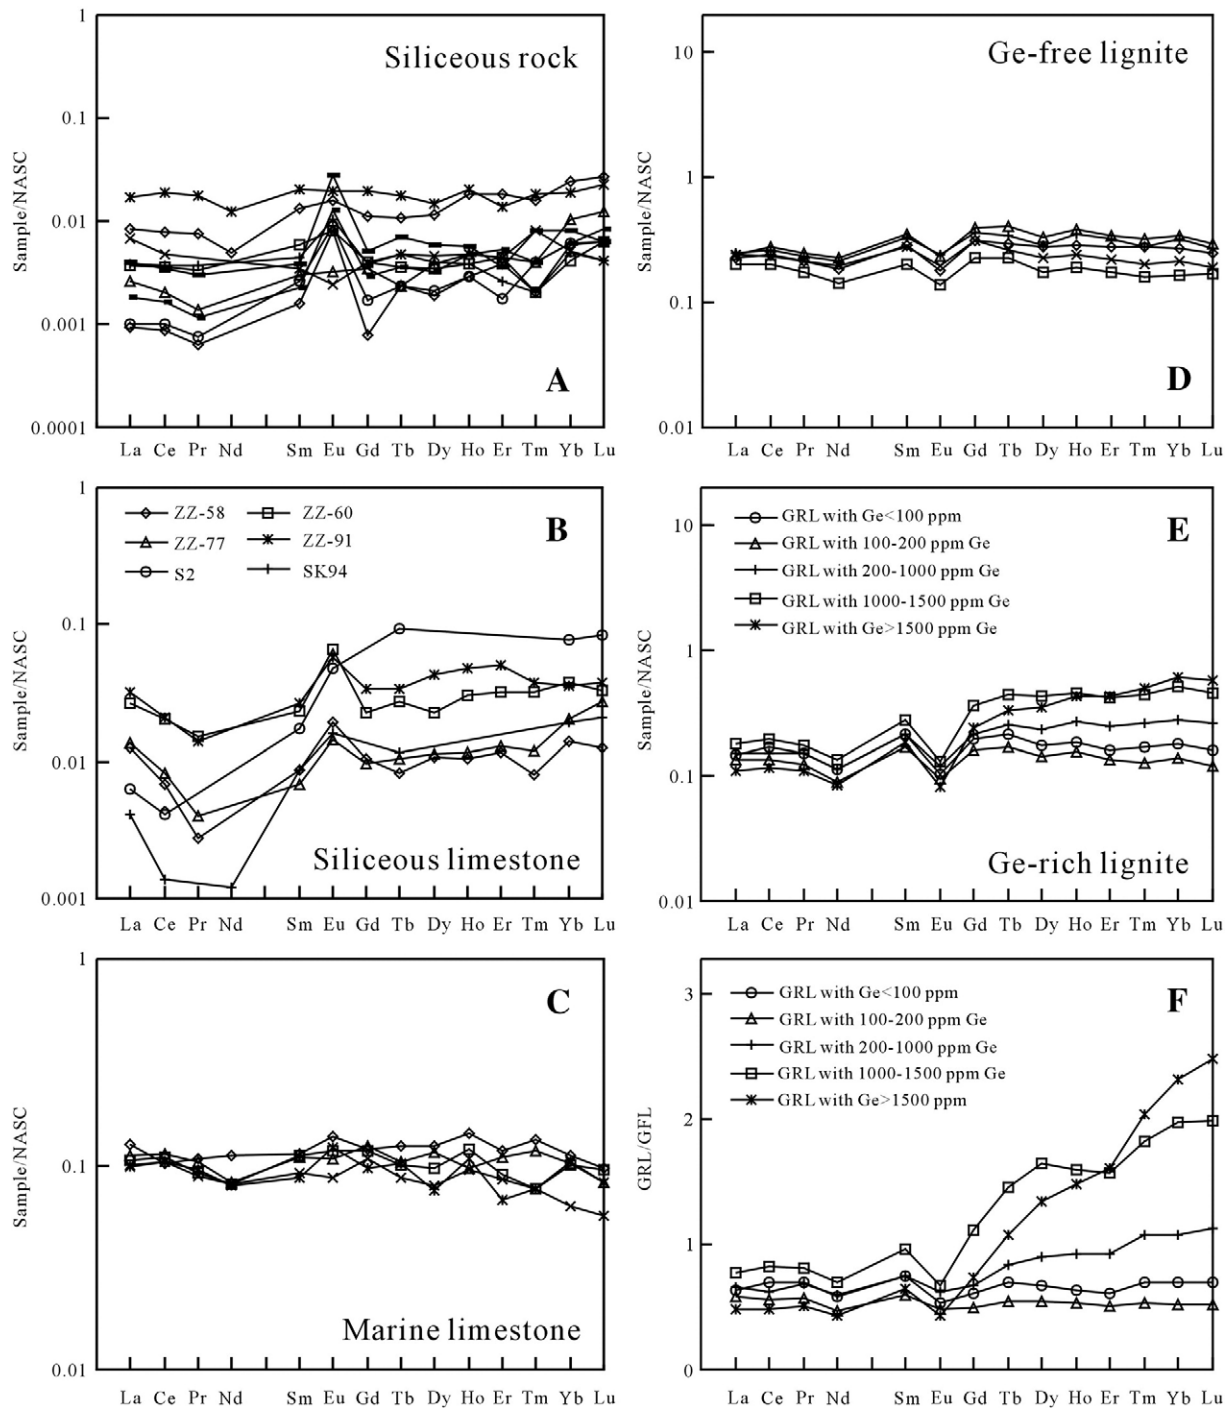 Siliceous rock
1
0.1
0.01
0.001
0.0001
Sample/NASC
A
La Ce Pr Nd Sm Eu Gd Tb Dy Ho Er Tm Yb Lu
Ge-free lignite
10
1
0.1
0.01
Sample/NASC
D
La Ce Pr Nd Sm Eu Gd Tb Dy Ho Er Tm Yb Lu
1
0.1
0.01
0.001
Sample/NASC
ZZ-58 ZZ-60
ZZ-77 ZZ-91
S2 SK94
B
Siliceous limestone
La Ce Pr Nd Sm Eu Gd Tb Dy Ho Er Tm Yb Lu
10
1
0.1
0.01
Sample/NASC
GRL with Ge<100 ppm
GRL with 100-200 ppm Ge
GRL with 200-1000 ppm Ge
GRL with 1000-1500 ppm Ge
GRL with Ge>1500 ppm Ge
E
Ge-rich lignite
La Ce Pr Nd Sm Eu Gd Tb Dy Ho Er Tm Yb Lu
1
0.1
0.01
Sample/NASC
C
Marine limestone
La Ce Pr Nd Sm Eu Gd Tb Dy Ho Er Tm Yb Lu
3
2
1
0
GRL/GFL
GRL with Ge<100 ppm
GRL with 100-200 ppm Ge
GRL with 200-1000 ppm Ge
GRL with 1000-1500 ppm Ge
GRL with Ge>1500 ppm
F
La Ce Pr Nd Sm Eu Gd Tb Dy Ho Er Tm Yb Lu